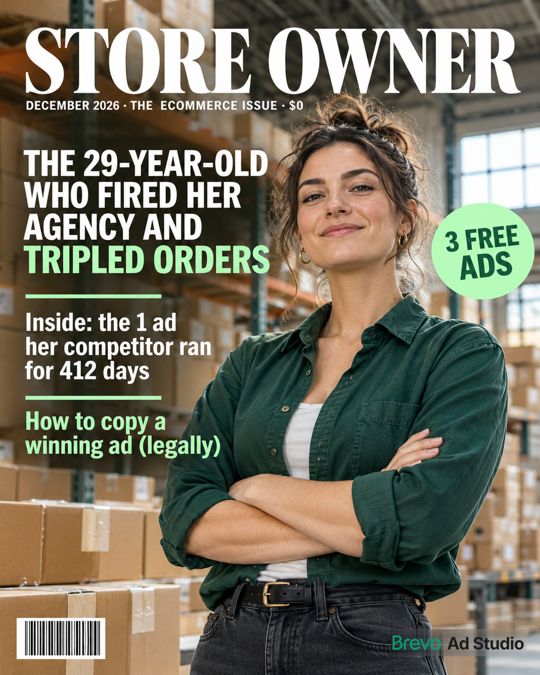 STORE OWNER
DECEMBER 2026 · THE ECOMMERCE ISSUE · $0
THE 29-YEAR-OLD
WHO FIRED HER
AGENCY AND
TRIPLED ORDERS
3 FREE
ADS
Inside: the 1 ad
her competitor ran
for 412 days
How to copy a
winning ad (legally)
Brevo Ad Studio